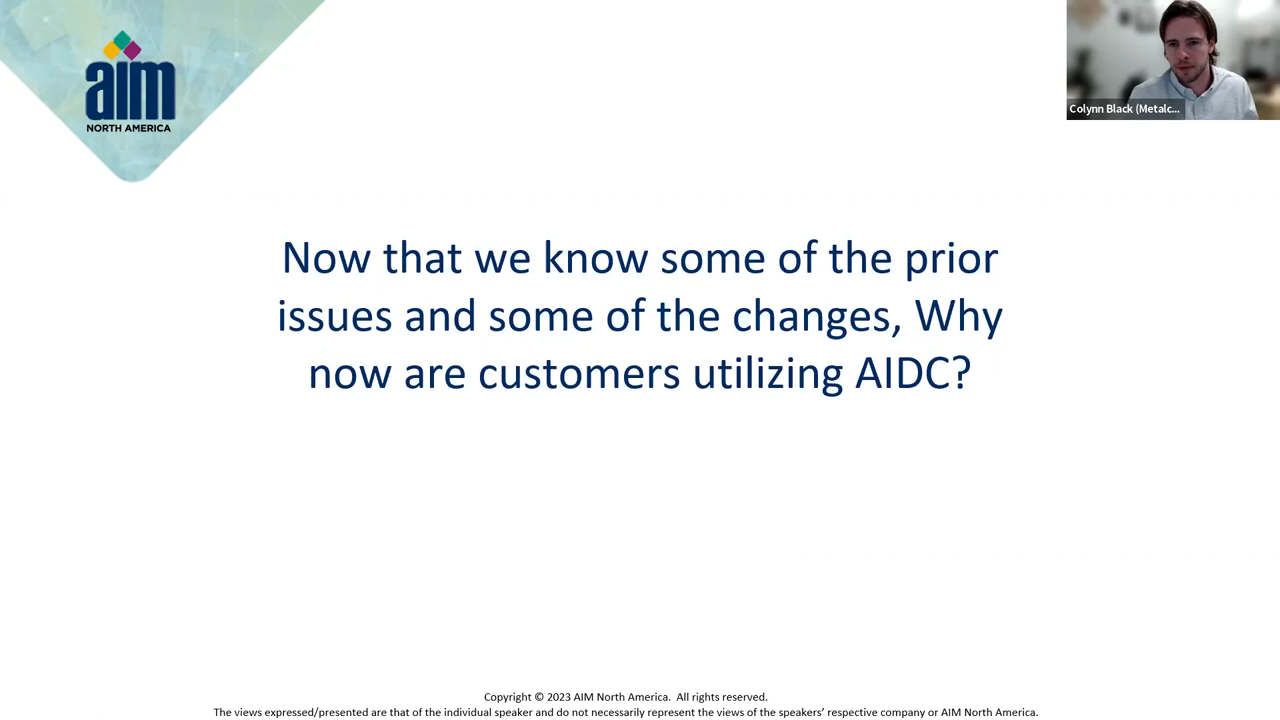 aim
NORTH AMERICA
Colynn Black (Metalc...
Now that we know some of the prior
issues and some of the changes, Why
now are customers utilizing AIDC?
Copyright © 2023 AIM North America. All rights reserved.
The views expressed/presented are that of the individual speaker and do not necessarily represent the views of the speakers’ respective company or AIM North America.